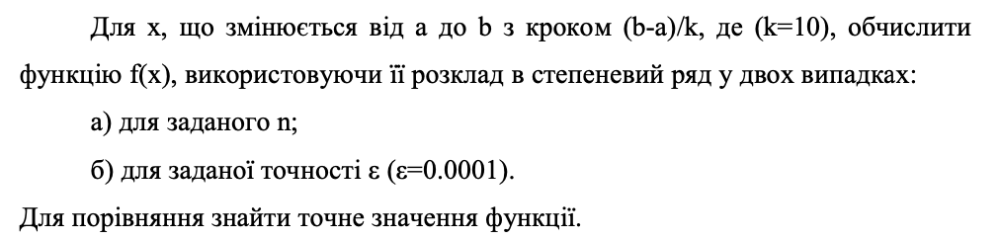 Для x, що змінюється від a до b з кроком (b-a)/k, де (k=10), обчислити
функцію f(x), використовуючи її розклад в степеневий ряд у двох випадках:
а) для заданого n;
б) для заданої точності ε (ε=0.0001).
Для порівняння знайти точне значення функції.